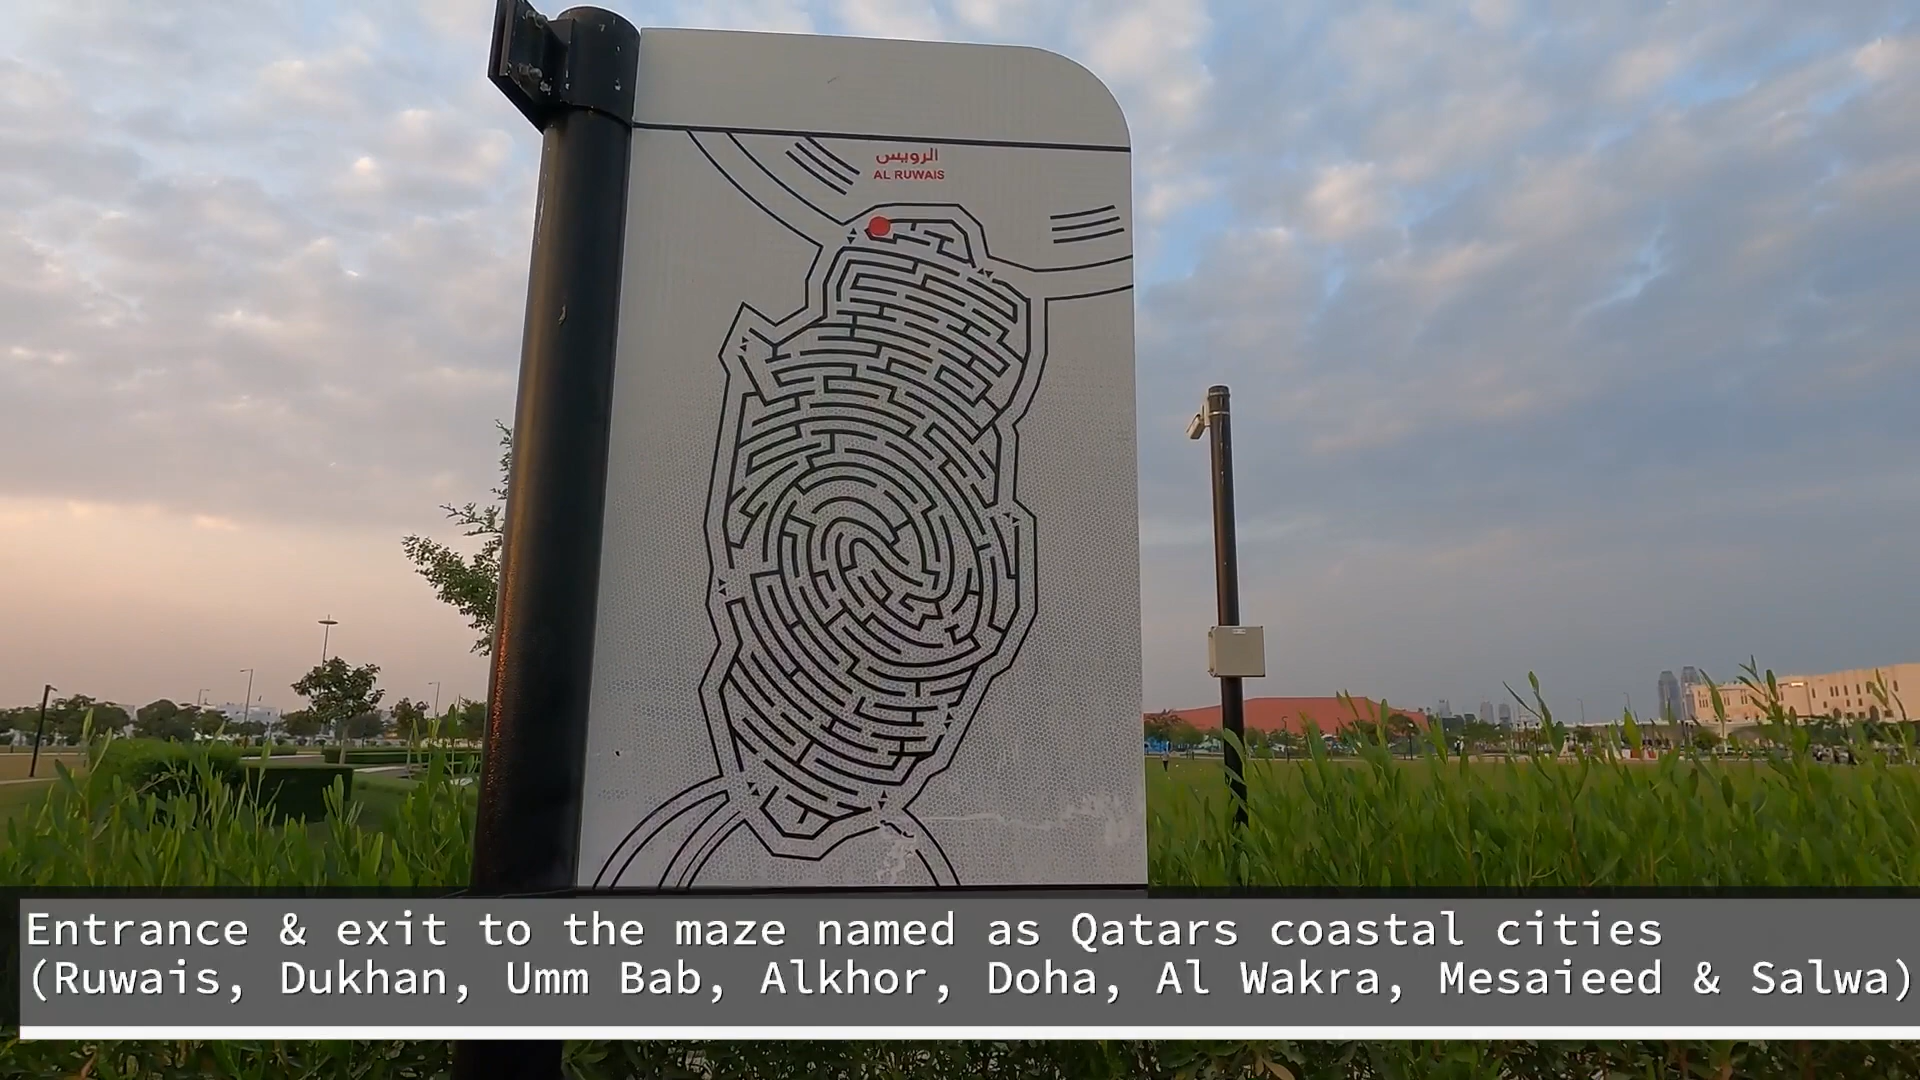 الرويس
AL RUWAIS
Entrance & exit to the maze named as Qatars coastal cities
(Ruwais, Dukhan, Umm Bab, Alkhor, Doha, Al Wakra, Mesaieed & Salwa)